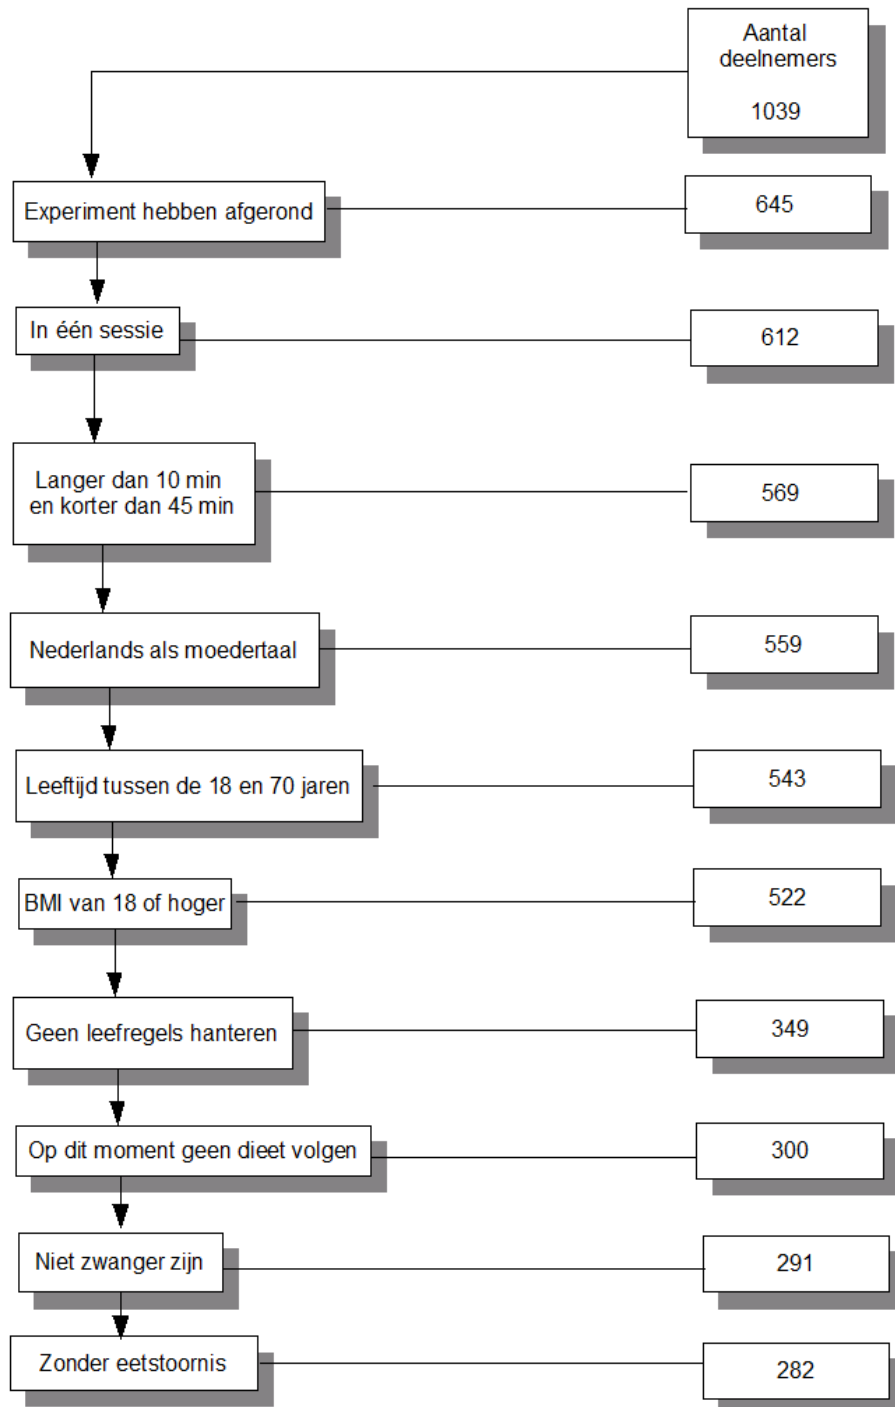 Aantal
deelnemers
1039
Experiment hebben afgerond
645
In één sessie
612
Langer dan 10 min
en korter dan 45 min
569
Nederlands als moedertaal
559
Leeftijd tussen de 18 en 70 jaren
543
BMI van 18 of hoger
522
Geen leefregels hanteren
349
Op dit moment geen dieet volgen
300
Niet zwanger zijn
291
Zonder eetstoornis
282